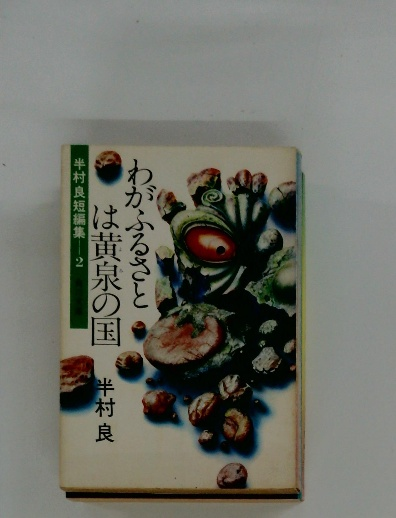 半村良短編集—2
わがふるさと
は黄泉の国
半村 良